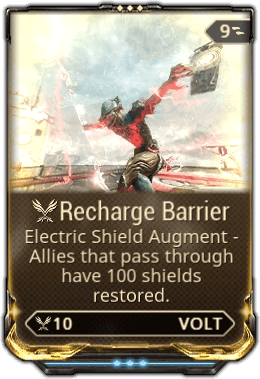 9
Recharge Barrier
Electric Shield Augment -
Allies that pass through
have 100 shields
restored.
10 VOLT